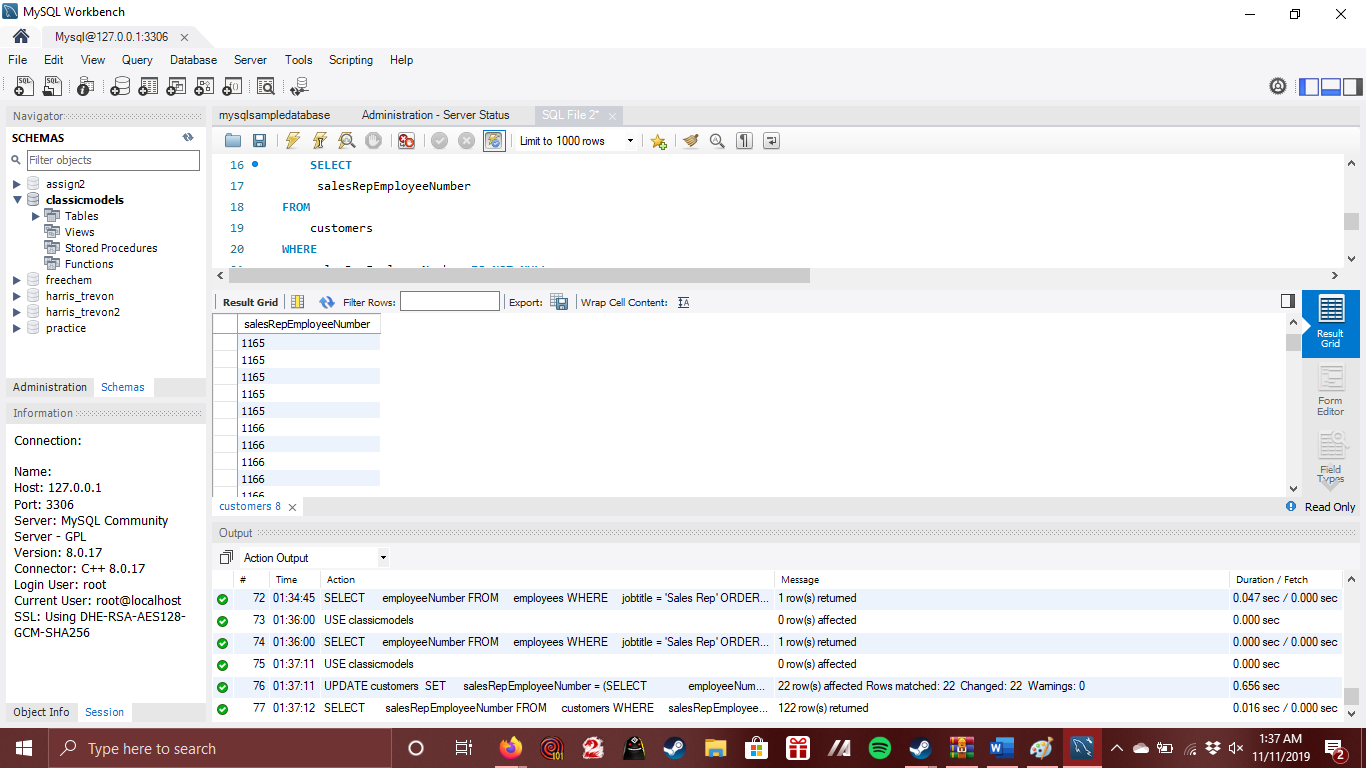 MySQL Workbench
Mysql@127.0.0.1:3306
File Edit View Query Database Server Tools Scripting Help
Navigator
SCHEMAS
Filter objects
assign2
classicmodels
Tables
Views
Stored Procedures
Functions
freechem
harris_trevon
harris_trevon2
practice
Administration Schemas
Information
Connection:
Name:
Host: 127.0.0.1
Port: 3306
Server: MySQL Community
Server - GPL
Version: 8.0.17
Connector: C++ 8.0.17
Login User: root
Current User: root@localhost
SSL: Using DHE-RSA-AES128-
GCM-SHA256
Object Info Session
mysqlsampledatabase Administration - Server Status SQL File 2*
Limit to 1000 rows
16 SELECT
17 salesRepEmployeeNumber
18 FROM
19 customers
20 WHERE
Result Grid Filter Rows: Export: Wrap Cell Content:
salesRepEmployeeNumber
1165
1165
1165
1165
1165
1166
1166
1166
1166
1166
Result
Grid
Form
Editor
Field
Types
customers 8
Read Only
Output
Action Output
# Time Action Message Duration / Fetch
72 01:34:45 SELECT employeeNumber FROM employees WHERE jobtitle = 'Sales Rep' ORDER... 1 row(s) returned 0.047 sec / 0.000 sec
73 01:36:00 USE classicmodels 0 row(s) affected 0.000 sec
74 01:36:00 SELECT employeeNumber FROM employees WHERE jobtitle = 'Sales Rep' ORDER... 1 row(s) returned 0.000 sec / 0.000 sec
75 01:37:11 USE classicmodels 0 row(s) affected 0.000 sec
76 01:37:11 UPDATE customers SET salesRepEmployeeNumber = (SELECT employeeNum... 22 row(s) affected Rows matched: 22 Changed: 22 Warnings: 0 0.656 sec
77 01:37:12 SELECT salesRepEmployeeNumber FROM customers WHERE salesRepEmployee... 122 row(s) returned 0.016 sec / 0.000 sec
Type here to search
1:37 AM
11/11/2019
2